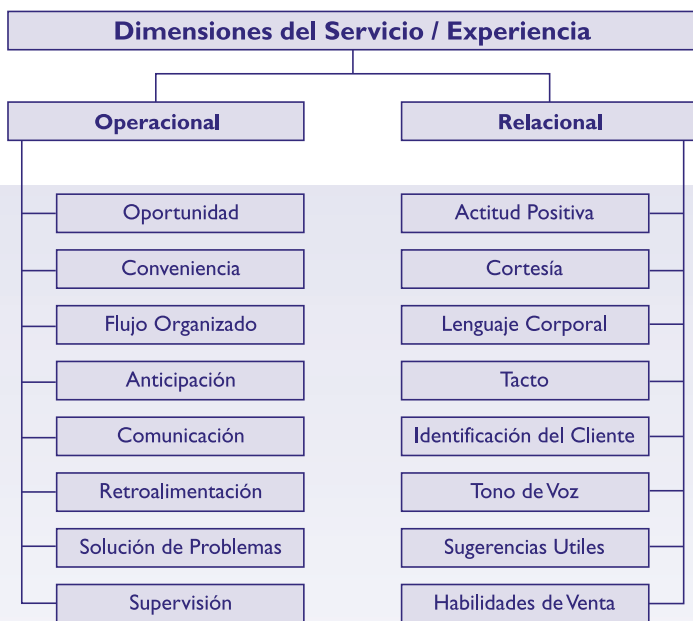 Dimensiones del Servicio / Experiencia
Operacional
Oportunidad
Conveniencia
Flujo Organizado
Anticipación
Comunicación
Retroalimentación
Solución de Problemas
Supervisión
Relacional
Actitud Positiva
Cortesía
Lenguaje Corporal
Tacto
Identificación del Cliente
Tono de Voz
Sugerencias Utiles
Habilidades de Venta